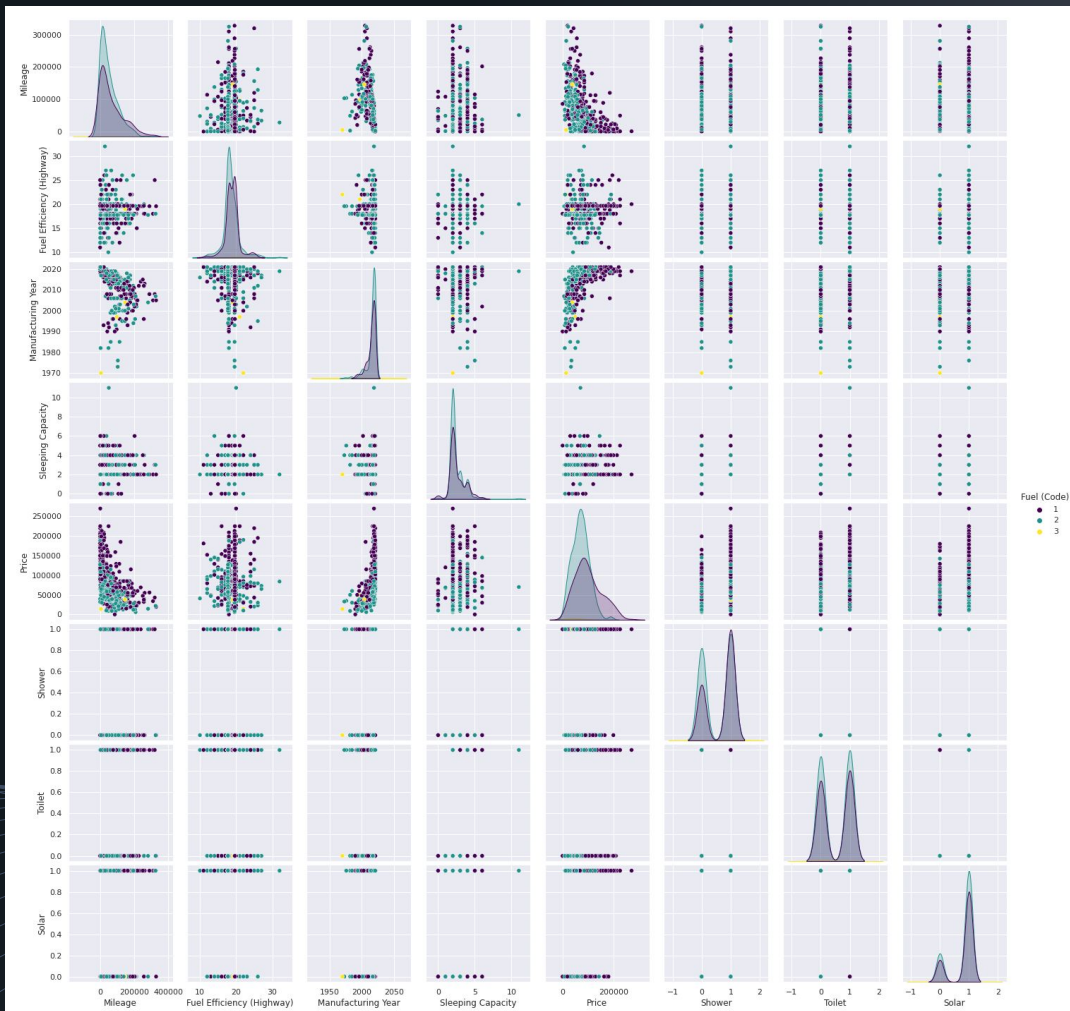 Mileage
300000
200000
100000
0
Fuel Efficiency (Highway)
30
25
20
15
10
Manufacturing Year
2020
2010
2000
1990
1980
1970
Sleeping Capacity
10
8
6
4
2
0
Price
250000
200000
150000
100000
50000
0
Shower
1.0
0.8
0.6
0.4
0.2
0.0
Toilet
1.0
0.8
0.6
0.4
0.2
0.0
Solar
1.0
0.8
0.6
0.4
0.2
0.0
0 200000 400000
Mileage
10 20 30
Fuel Efficiency (Highway)
1950 2000 2050
Manufacturing Year
0 5 10
Sleeping Capacity
0 200000
Price
−1 0 1 2
Shower
−1 0 1 2
Toilet
−1 0 1 2
Solar
Fuel (Code)
1
2
3